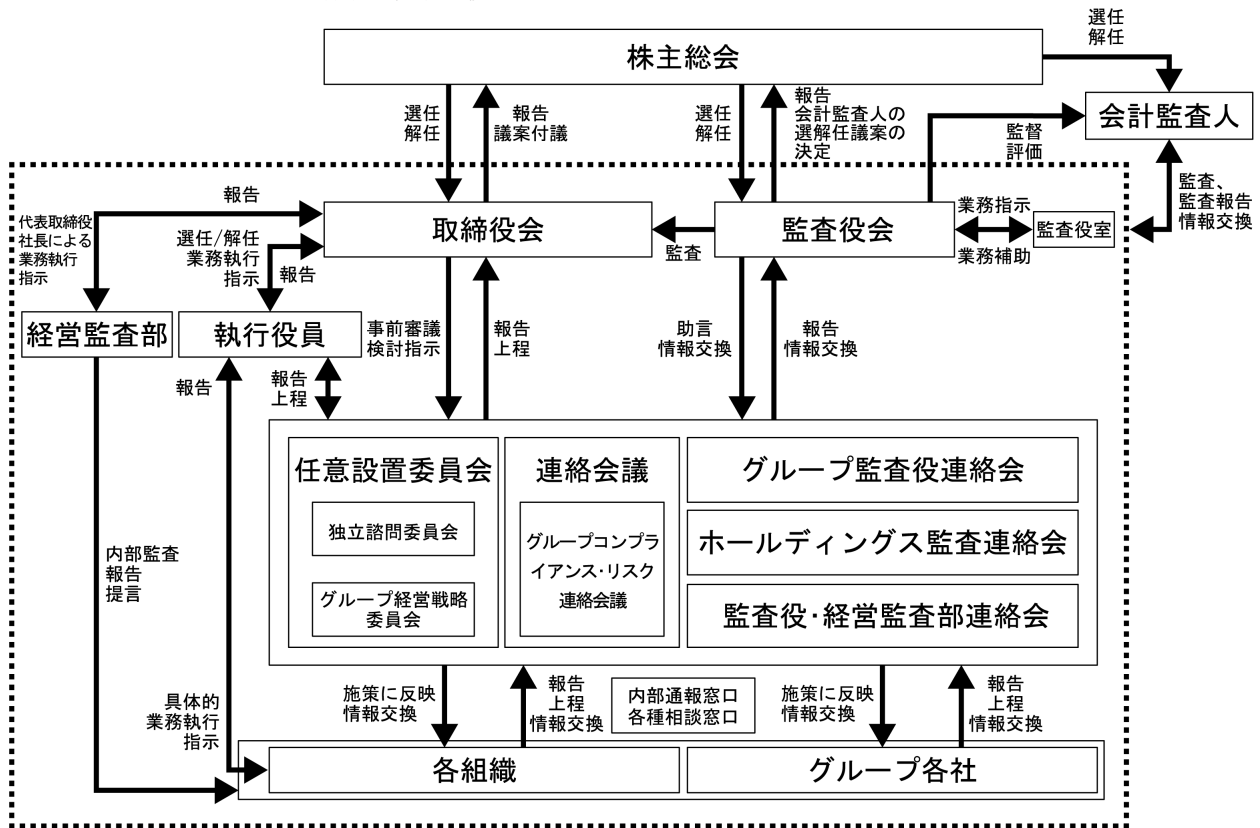 選任
解任
株主総会
選任
解任
報告
議案付議
選任
解任
報告
会計監査人の
選解任議案の
決定
監督
評価
会計監査人
報告
代表取締役
社長による
業務執行
指示
選任/解任
業務執行
指示
報告
取締役会
監査
監査役会
業務指示
業務補助
監査役室
監査、
監査報告
情報交換
経営監査部
執行役員
事前審議
検討指示
報告
上程
助言
情報交換
報告
情報交換
報告
報告
上程
任意設置委員会
独立諮問委員会
グループ経営戦略
委員会
連絡会議
グループコンプラ
イアンス・リスク
連絡会議
グループ監査役連絡会
ホールディングス監査連絡会
監査役・経営監査部連絡会
内部監査
報告
提言
具体的
業務執行
指示
施策に反映
情報交換
報告
上程
情報交換
内部通報窓口
各種相談窓口
施策に反映
情報交換
報告
上程
情報交換
各組織
グループ各社